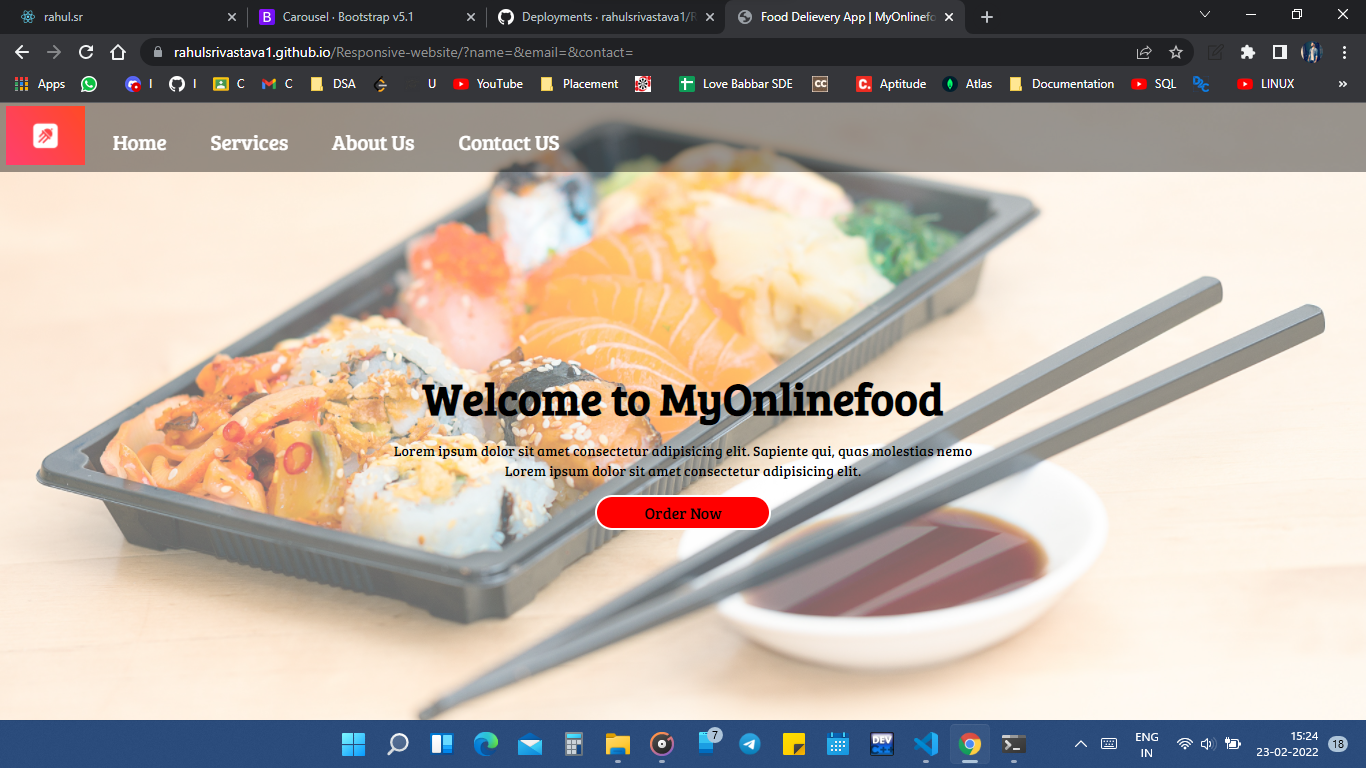 rahul.sr
Carousel · Bootstrap v5.1
Deployments · rahulsrivastava1/R
Food Delievery App | MyOnlinefo
rahulsrivastava1.github.io/Responsive-website/?name=&email=&contact=
Apps I I C C DSA U YouTube Placement Love Babbar SDE CC Aptitude Atlas Documentation SQL LINUX »
Home Services About Us Contact US
Welcome to MyOnlinefood
Lorem ipsum dolor sit amet consectetur adipisicing elit. Sapiente qui, quas molestias nemo
Lorem ipsum dolor sit amet consectetur adipisicing elit.
Order Now
7
DEV
ENG
IN
15:24
23-02-2022
18